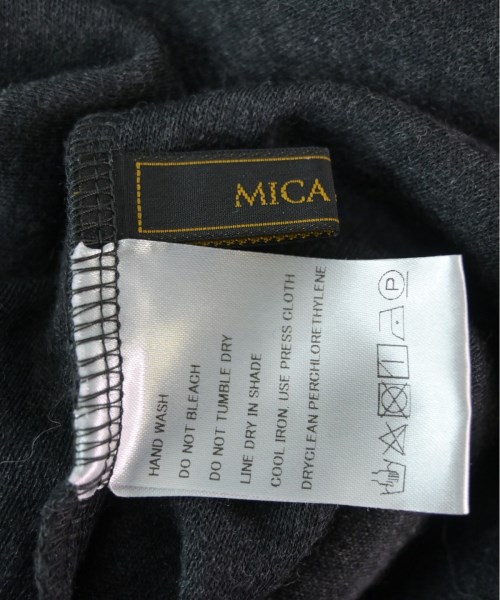 MICA
HAND WASH
DO NOT BLEACH
DO NOT TUMBLE DRY
LINE DRY IN SHADE
COOL IRON, USE PRESS CLOTH
DRYCLEAN PERCHLORETHYLENE
P